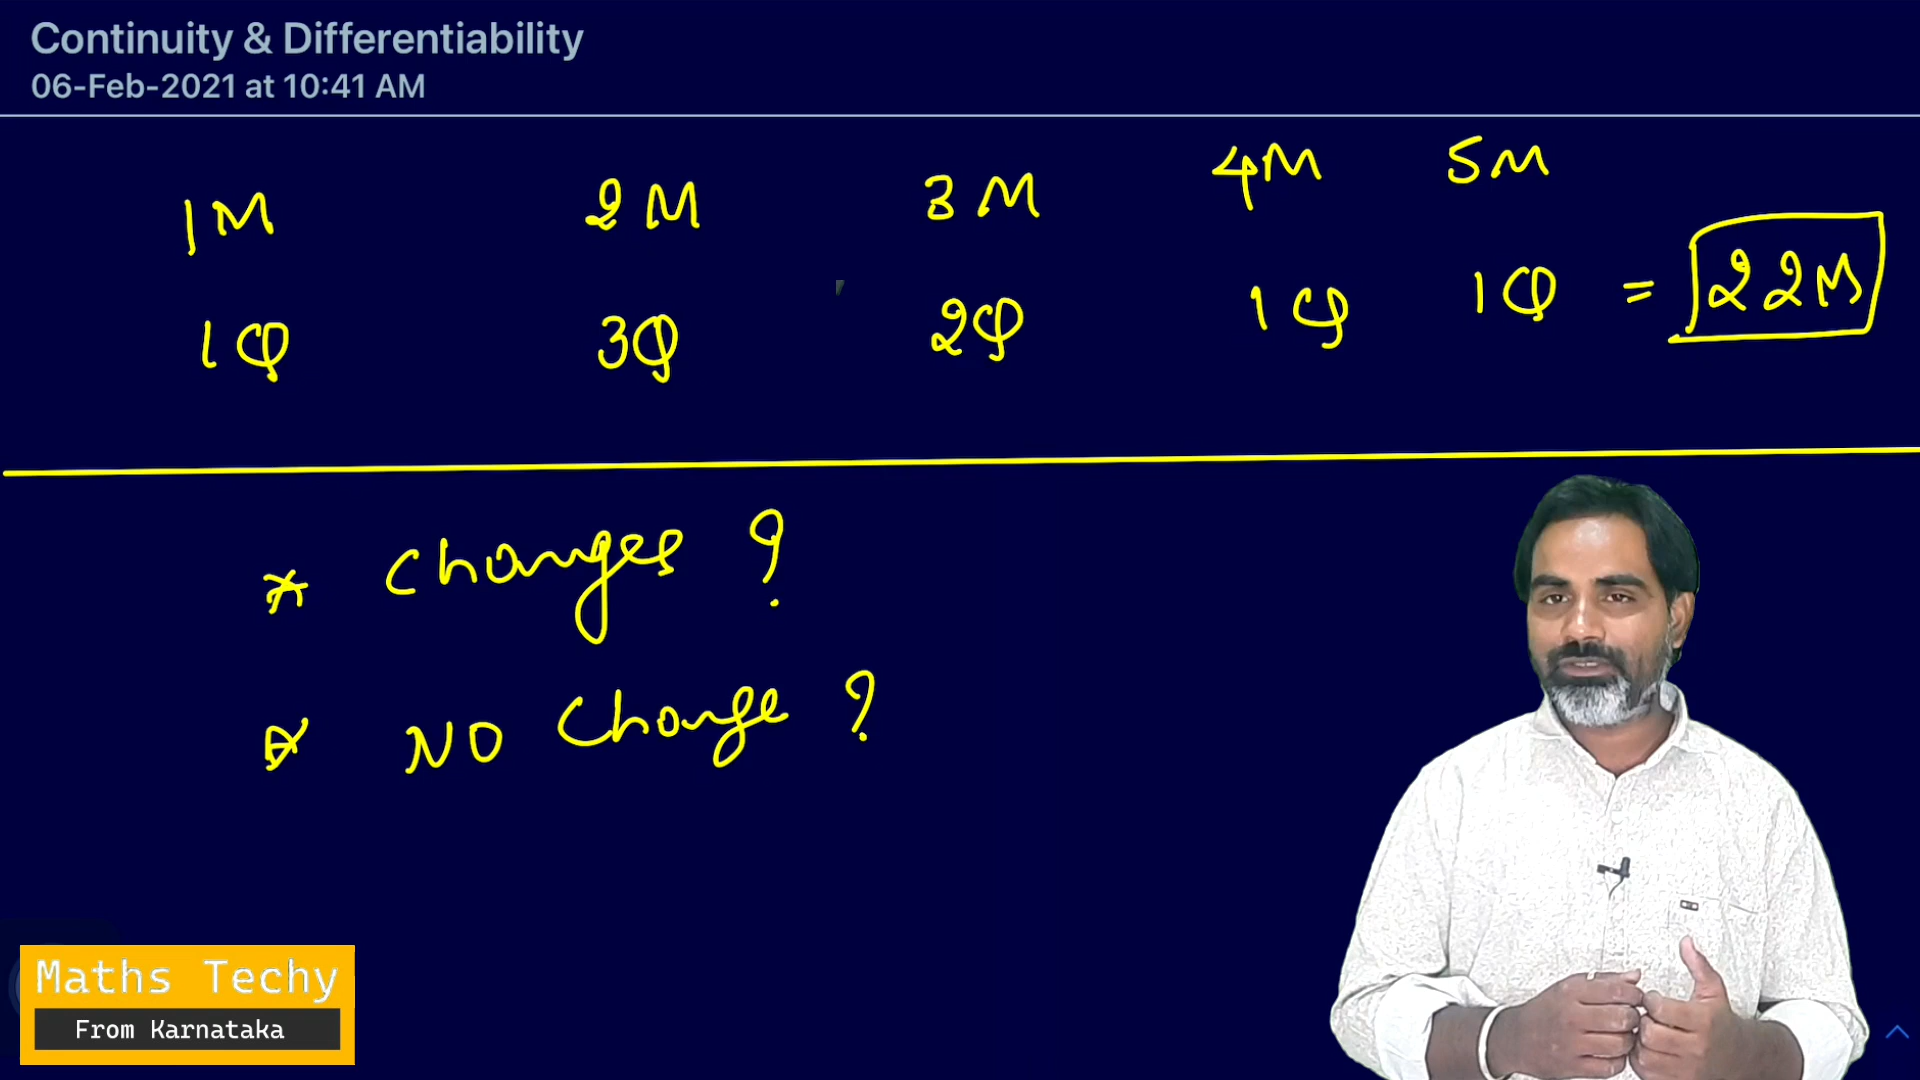 Continuity & Differentiability
06-Feb-2021 at 10:41 AM
1M 2M 3M 4M 5M
1Q 3Q 2Q 1Q 1Q = 22M
* Changes ?
* NO Change ?
Maths Techy
From Karnataka